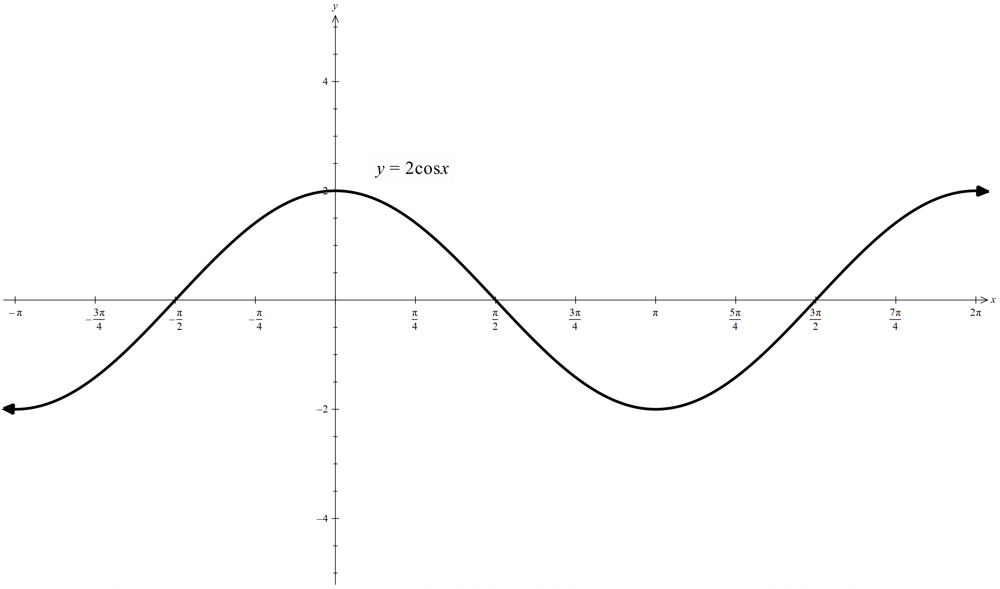 y
4
y = 2cosx
2
x
–π
–3π/4
–π/2
–π/4
π/4
π/2
3π/4
π
5π/4
3π/2
7π/4
2π
–2
–4